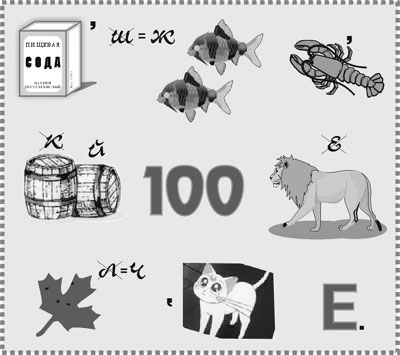 ПИЩЕВАЯ
СОДА
, Ш = Ж
,
К Й
100
Е
А = Ч
,
Е.